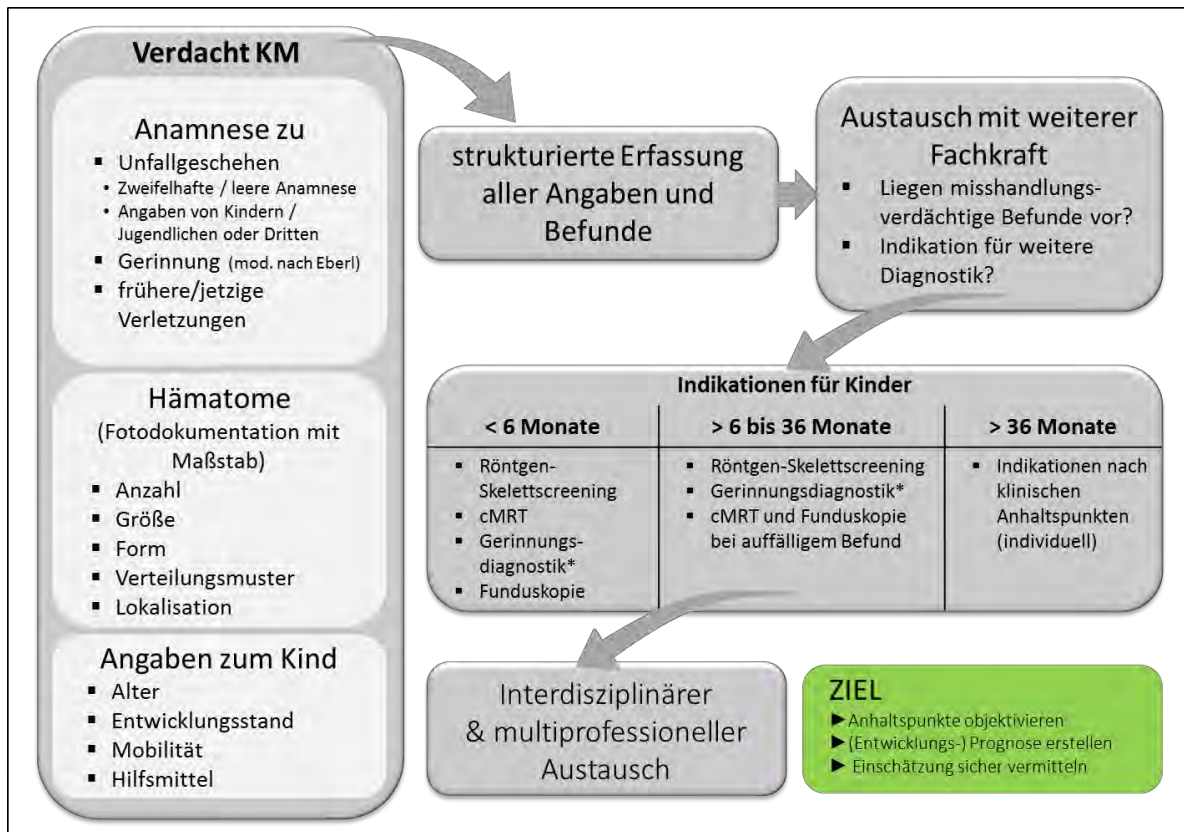 Verdacht KM
Anamnese zu
▪ Unfallgeschehen
• Zweifelhafte / leere Anamnese
• Angaben von Kindern /
Jugendlichen oder Dritten
▪ Gerinnung (mod. nach Eberl)
▪ frühere/jetzige
Verletzungen
Hämatome
(Fotodokumentation mit
Maßstab)
▪ Anzahl
▪ Größe
▪ Form
▪ Verteilungsmuster
▪ Lokalisation
Angaben zum Kind
▪ Alter
▪ Entwicklungsstand
▪ Mobilität
▪ Hilfsmittel
strukturierte Erfassung
aller Angaben und
Befunde
Austausch mit weiterer
Fachkraft
▪ Liegen misshandlungs-
verdächtige Befunde vor?
▪ Indikation für weitere
Diagnostik?
Indikationen für Kinder
< 6 Monate
▪ Röntgen-
Skelettscreening
▪ cMRT
▪ Gerinnungs-
diagnostik*
▪ Funduskopie
> 6 bis 36 Monate
▪ Röntgen-Skelettscreening
▪ Gerinnungsdiagnostik*
▪ cMRT und Funduskopie
bei auffälligem Befund
> 36 Monate
▪ Indikationen nach
klinischen
Anhaltspunkten
(individuell)
Interdisziplinärer
& multiprofessioneller
Austausch
ZIEL
► Anhaltspunkte objektivieren
► (Entwicklungs-) Prognose erstellen
► Einschätzung sicher vermitteln